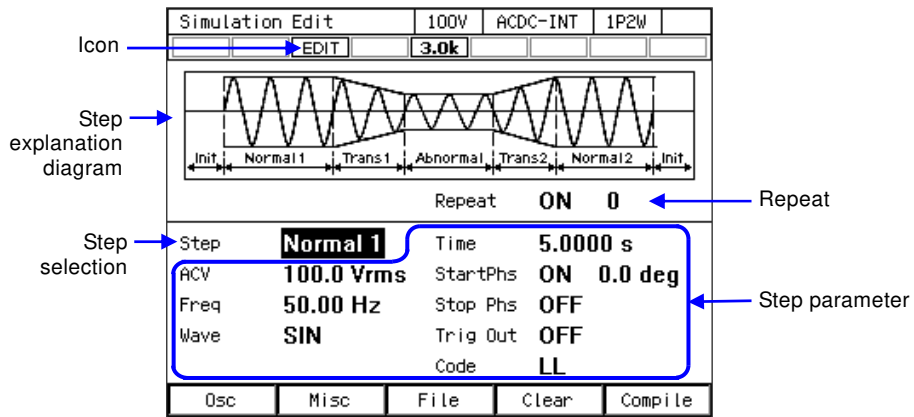 Simulation Edit 100V ACDC-INT 1P2W
Icon EDIT 3.0k
Step explanation diagram
Init Normal1 Trans1 Abnormal Trans2 Normal2 Init
Repeat ON 0 Repeat
Step selection
Step Normal 1 Time 5.0000 s
ACV 100.0 Vrms StartPhs ON 0.0 deg
Freq 50.00 Hz Stop Phs OFF
Step parameter
Wave SIN Trig Out OFF
Code LL
Osc Misc File Clear Compile